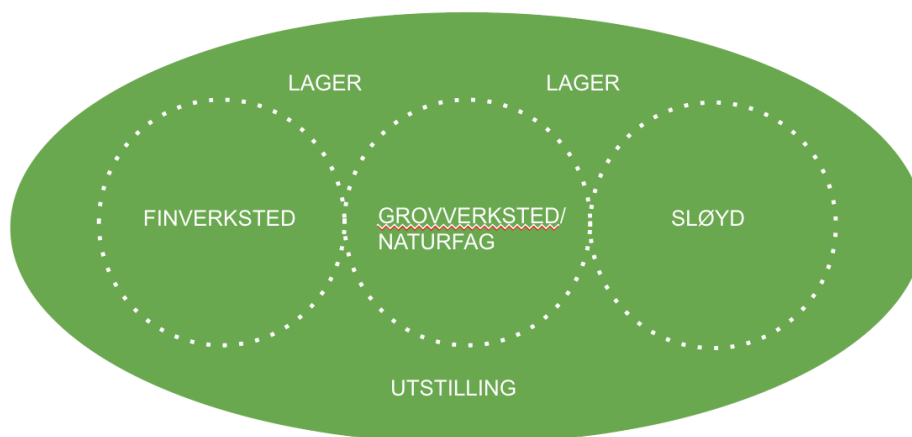 LAGER
LAGER
FINVERKSTED
GROVVERKSTED/
NATURFAG
SLØYD
UTSTILLING